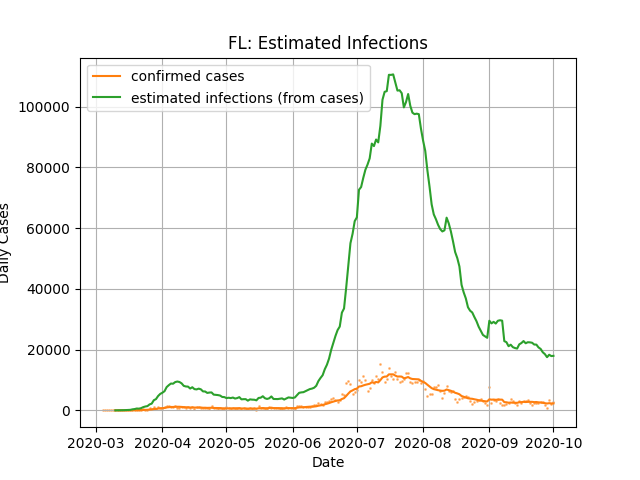 FL: Estimated Infections
confirmed cases
estimated infections (from cases)
100000
80000
60000
40000
20000
0
Daily Cases
2020-03 2020-04 2020-05 2020-06 2020-07 2020-08 2020-09 2020-10
Date